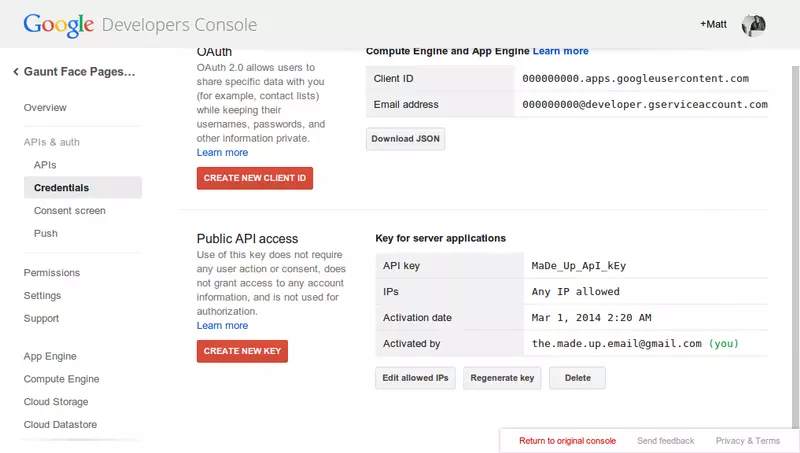 Google Developers Console
+Matt
Gaunt Face Pages...
Overview
APIs & auth
APIs
Credentials
Consent screen
Push
Permissions
Settings
Support
App Engine
Compute Engine
Cloud Storage
Cloud Datastore
OAuth
OAuth 2.0 allows users to
share specific data with you
(for example, contact lists)
while keeping their
usernames, passwords, and
other information private.
Learn more
CREATE NEW CLIENT ID
Compute Engine and App Engine Learn more
Client ID 000000000.apps.googleusercontent.com
Email address 000000000@developer.gserviceaccount.com
Download JSON
Public API access
Use of this key does not require
any user action or consent, does
not grant access to any account
information, and is not used for
authorization.
Learn more
CREATE NEW KEY
Key for server applications
API key MaDe_Up_ApI_kEy
IPs Any IP allowed
Activation date Mar 1, 2014 2:20 AM
Activated by the.made.up.email@gmail.com (you)
Edit allowed IPs Regenerate key Delete
Return to original console Send feedback Privacy & Terms